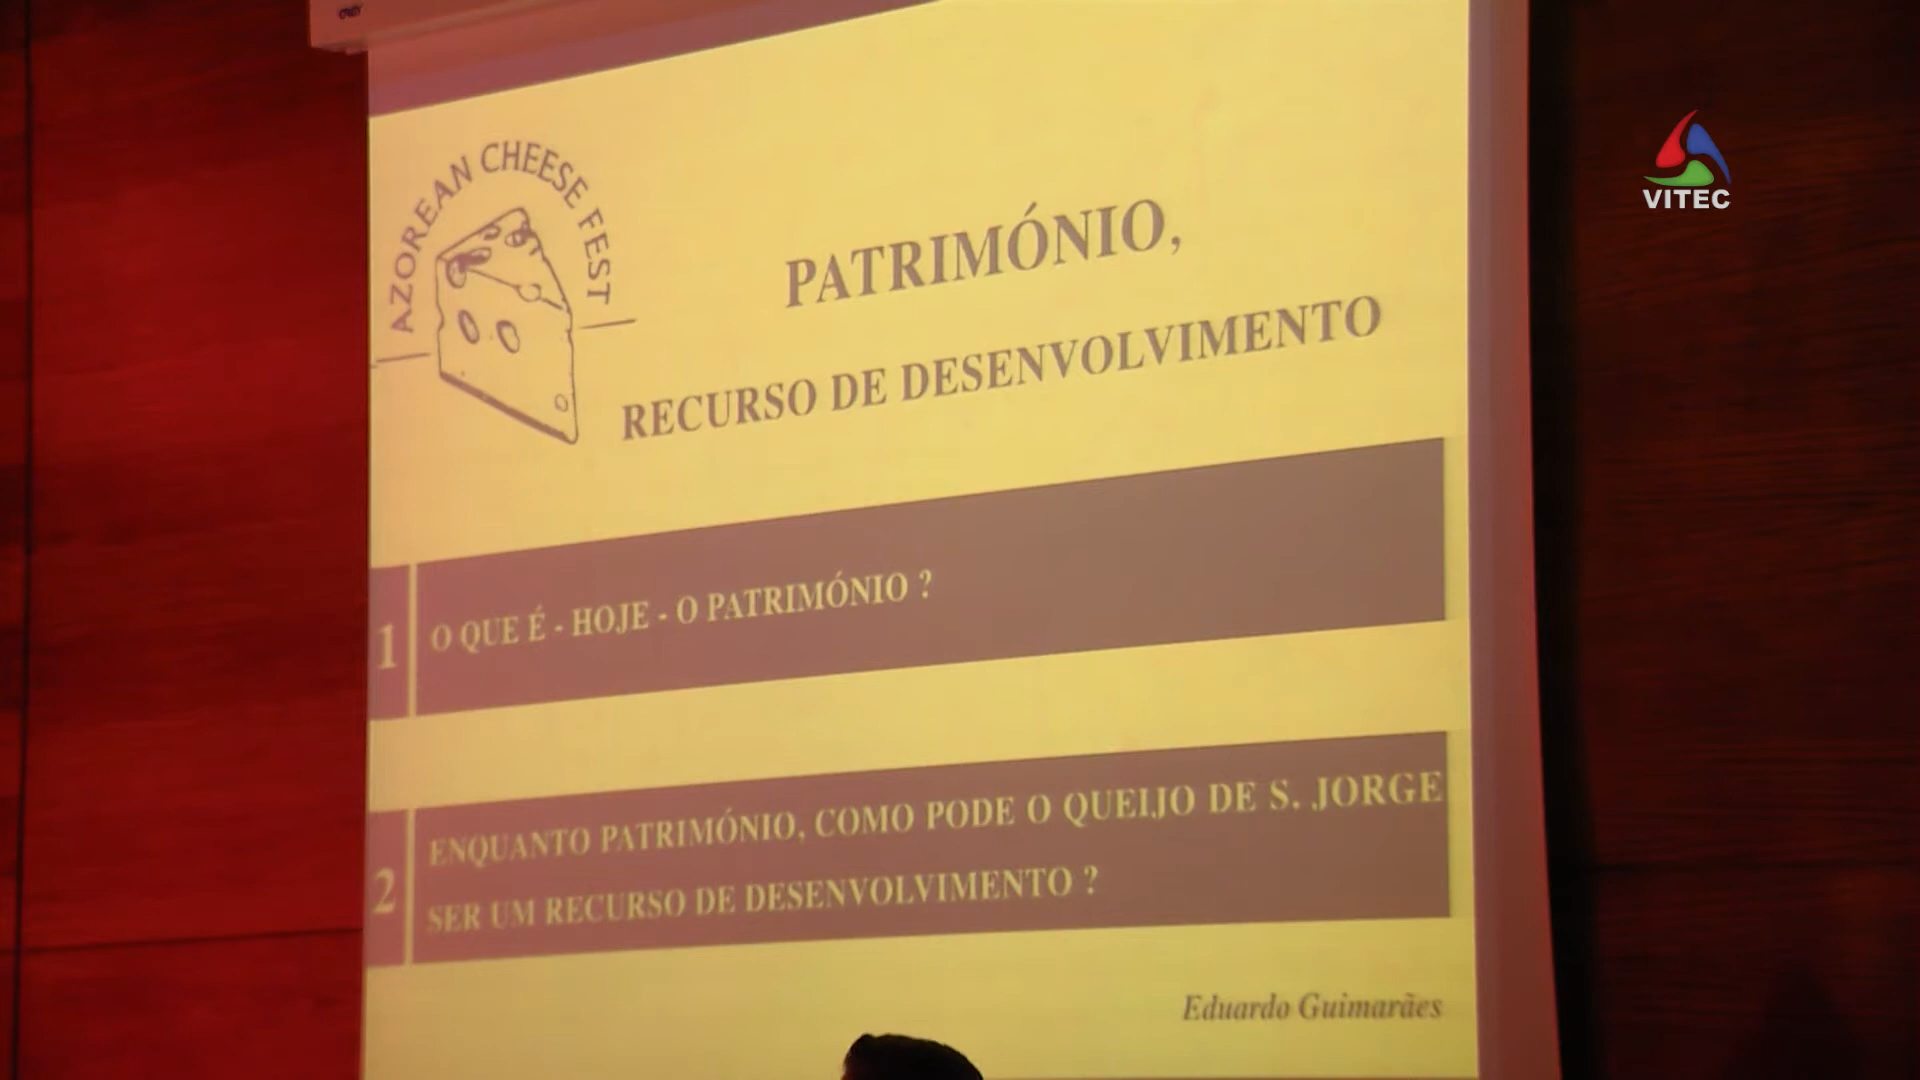 AZOREAN CHEESE FEST
PATRIMÓNIO,
RECURSO DE DESENVOLVIMENTO
1 O QUE É - HOJE - O PATRIMÓNIO ?
2 ENQUANTO PATRIMÓNIO, COMO PODE O QUEIJO DE S. JORGE
SER UM RECURSO DE DESENVOLVIMENTO ?
Eduardo Guimarães
VITEC